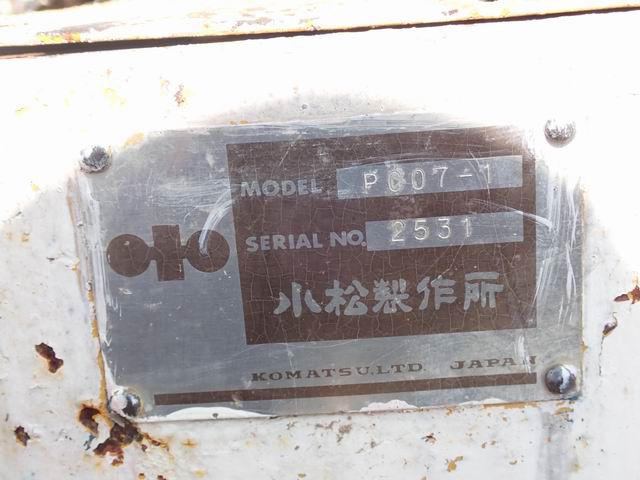 MODEL PC07-1
SERIAL NO. 2531
小松製作所
KOMATSU, LTD. JAPAN